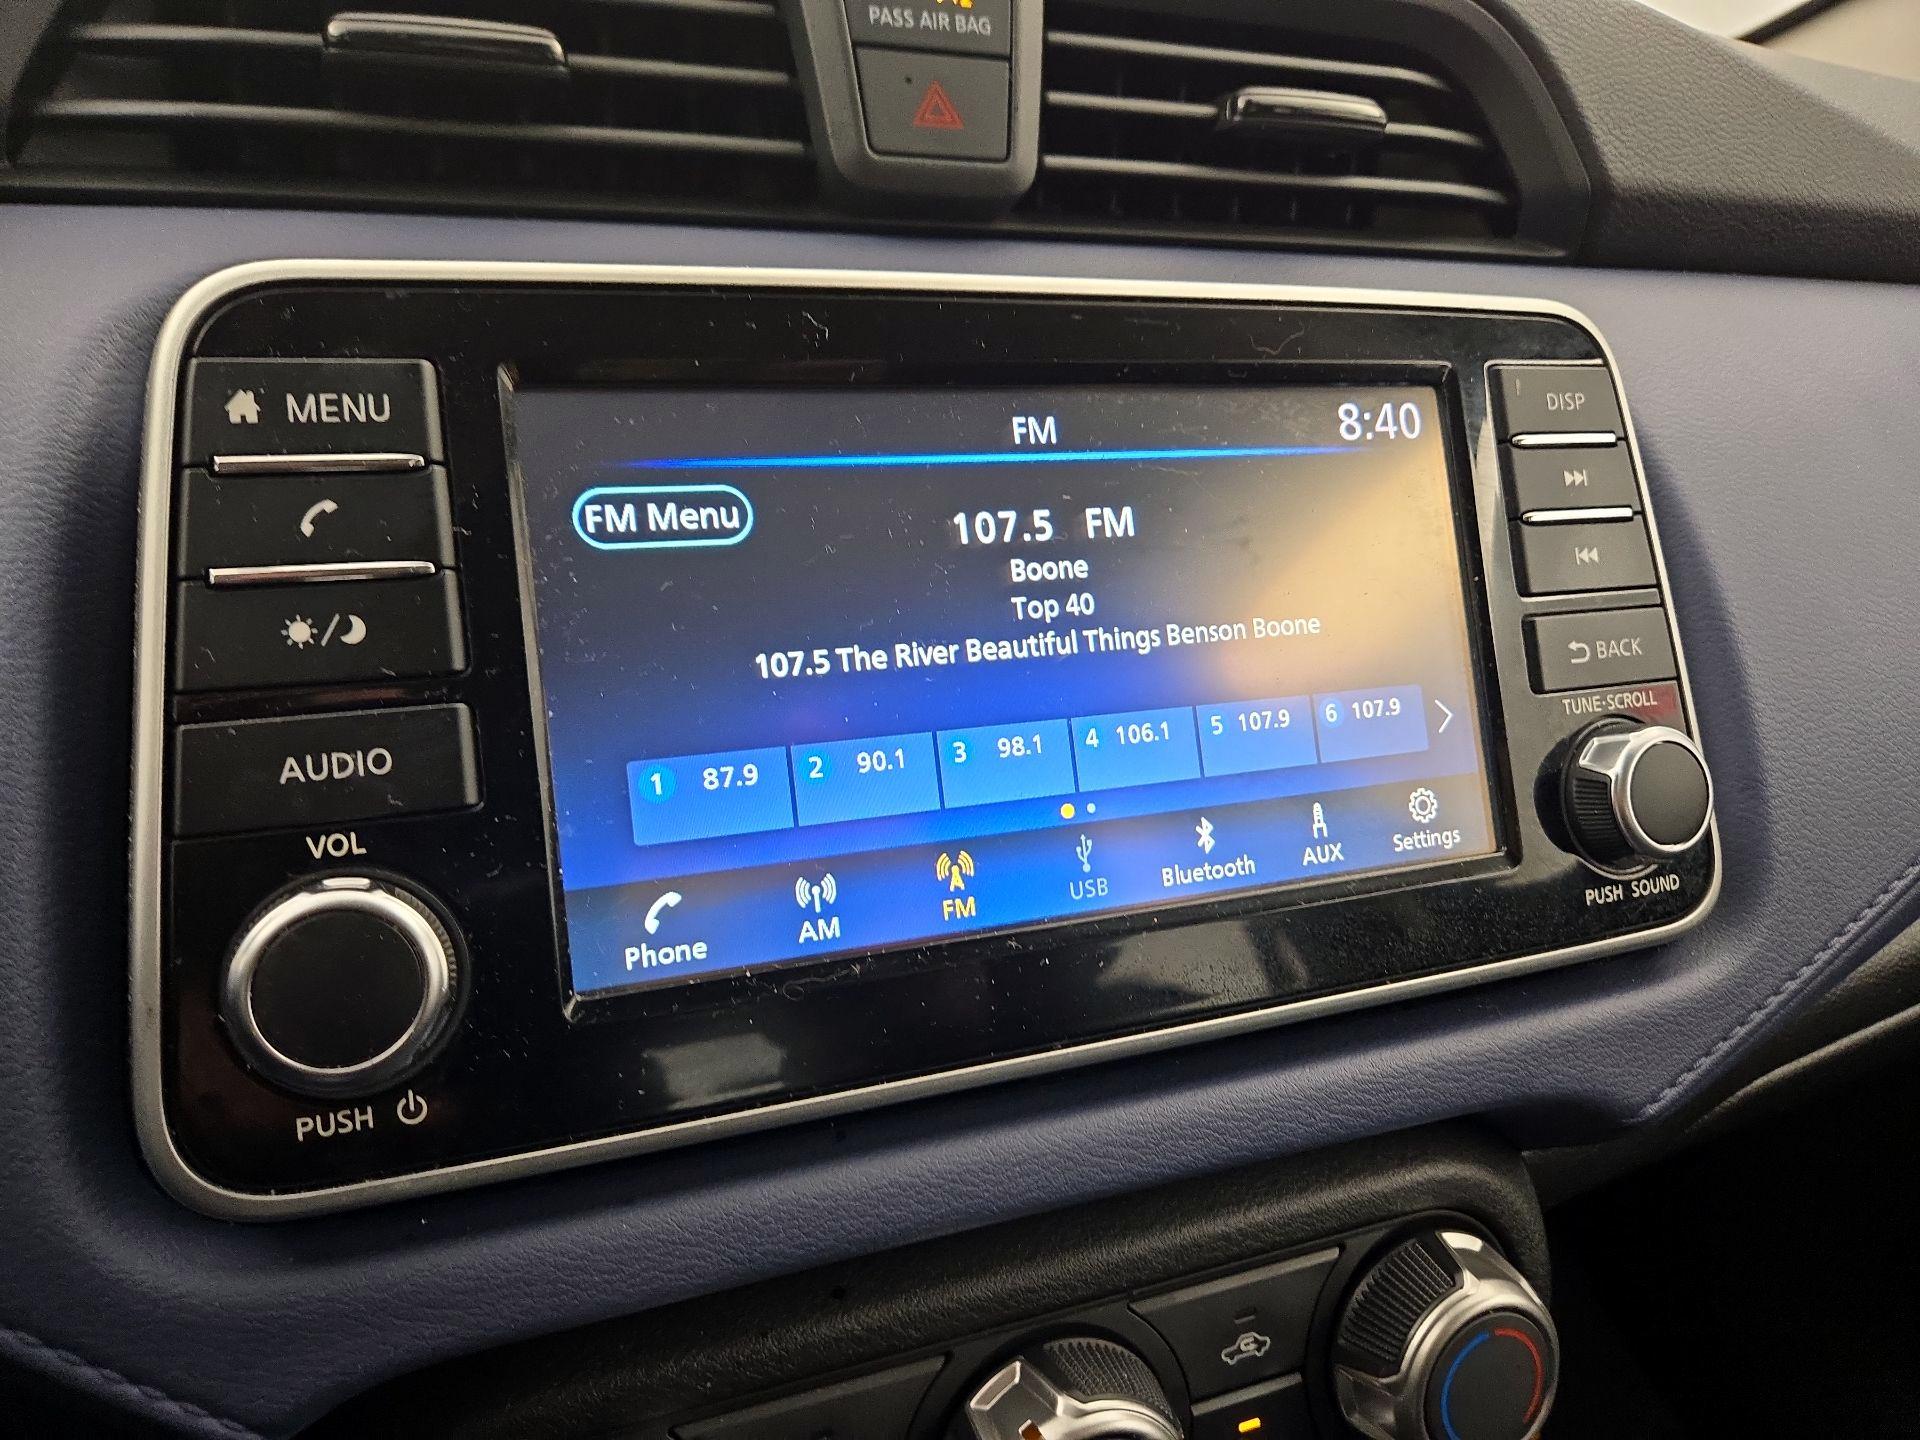 PASS AIR BAG
MENU
AUDIO
VOL
PUSH
FM
8:40
FM Menu
107.5 FM
Boone
Top 40
107.5 The River Beautiful Things Benson Boone
1 87.9
2 90.1
3 98.1
4 106.1
5 107.9
6 107.9
Phone
AM
FM
USB
Bluetooth
AUX
Settings
DISP
BACK
TUNE·SCROLL
PUSH SOUND